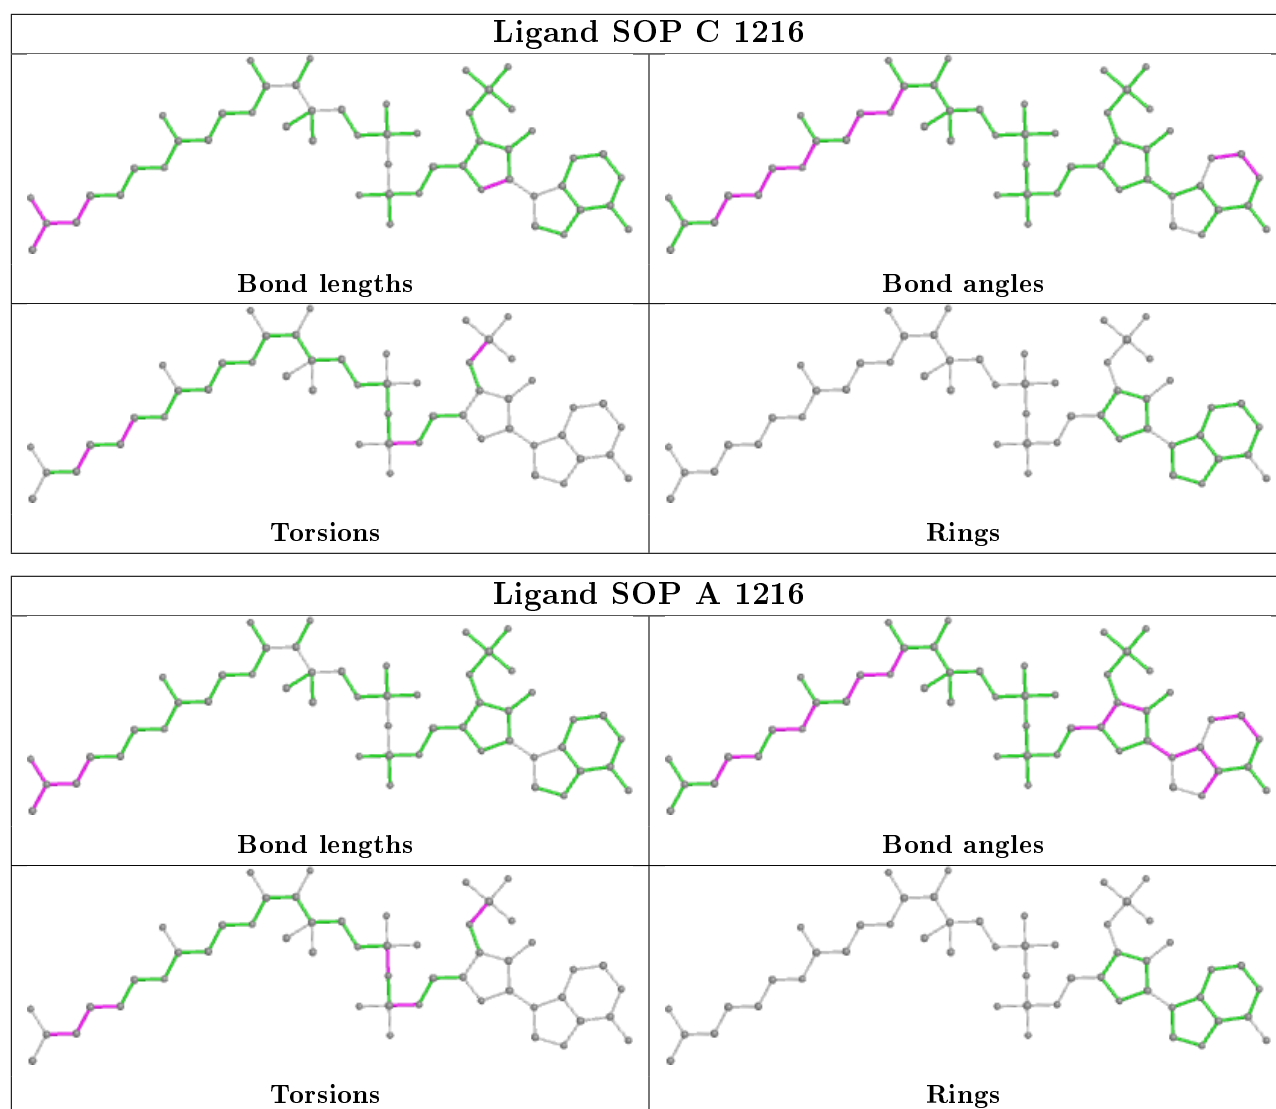 Ligand SOP C 1216
Bond lengths
Bond angles
Torsions
Rings
Ligand SOP A 1216
Bond lengths
Bond angles
Torsions
Rings